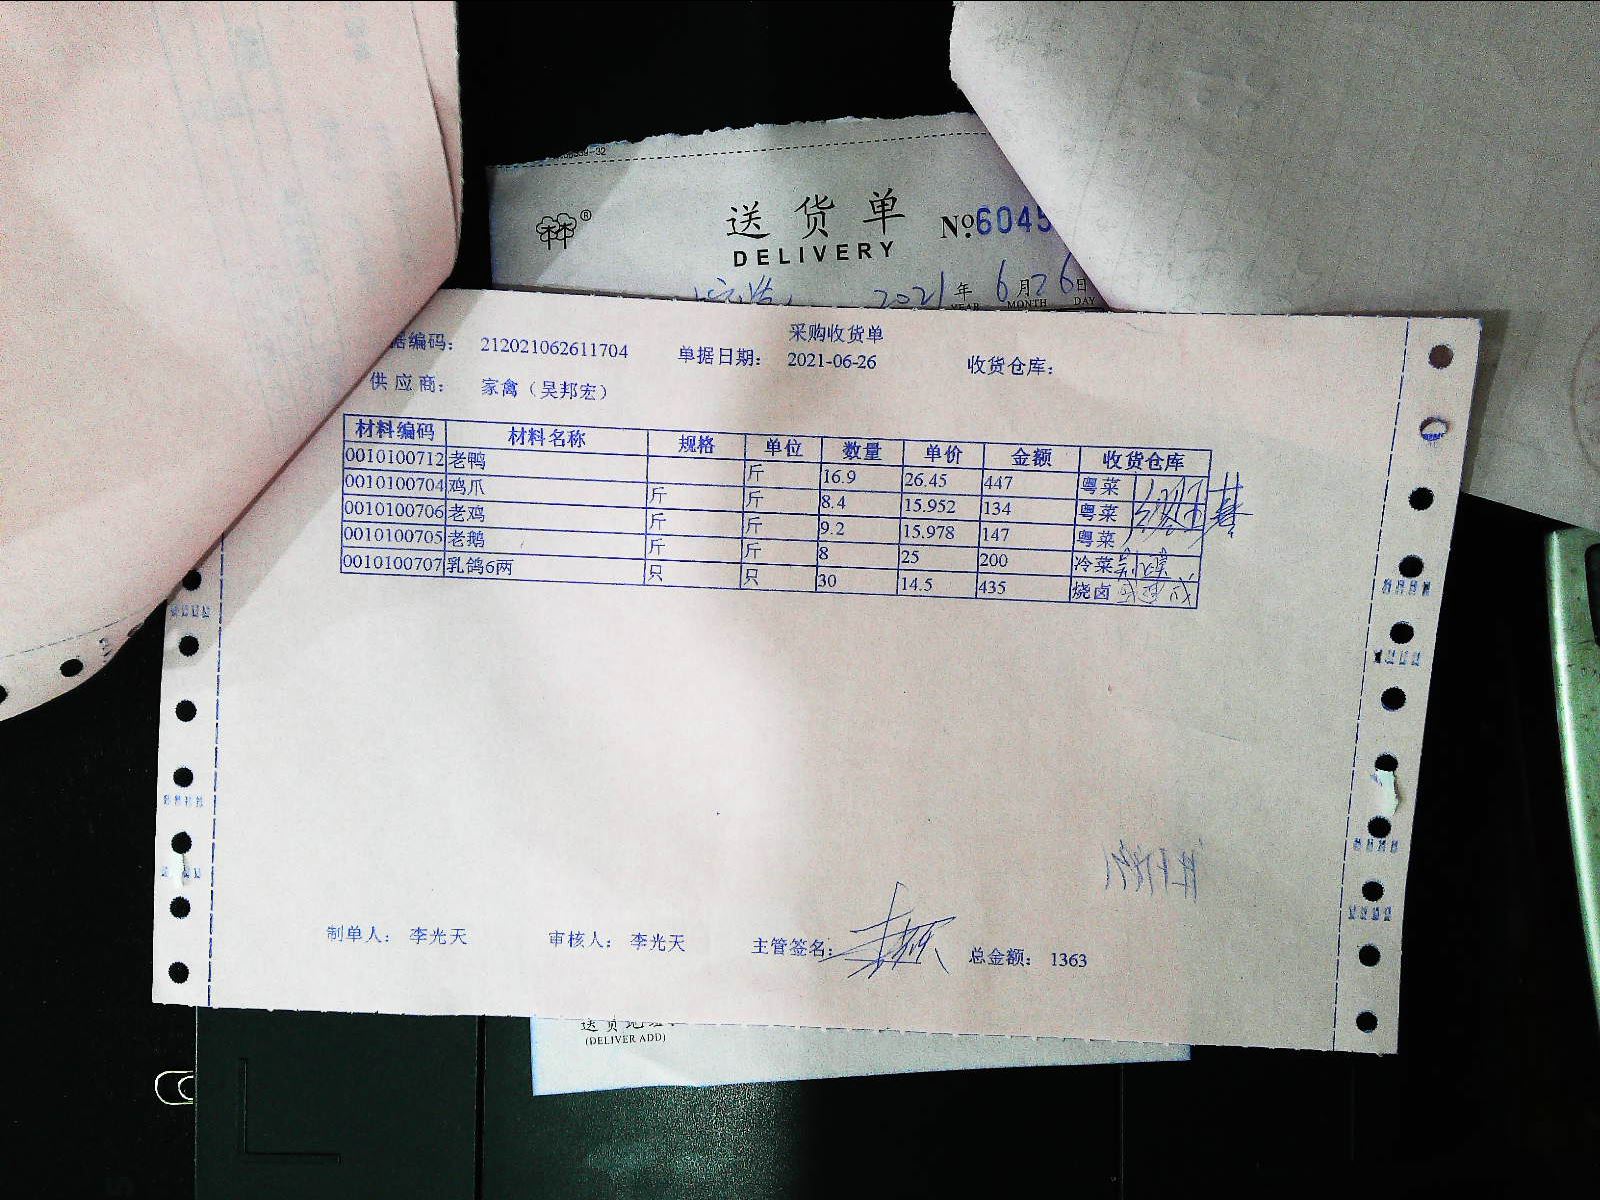 送货单
®
№6045
DELIVERY
2021年6月26日
YEAR MONTH DAY
采购收货单
据编码: 212021062611704 单据日期: 2021-06-26 收货仓库:
供应商: 家禽（吴邦宏）
材料编码 材料名称 规格 单位 数量 单价 金额 收货仓库
0010100712 老鸭 斤 16.9 26.45 447 粤菜
0010100704 鸡爪 斤 斤 8.4 15.952 134 粤菜
0010100706 老鸡 斤 斤 9.2 15.978 147 粤菜
0010100705 老鹅 斤 斤 8 25 200 冷菜
0010100707 乳鸽6两 只 只 30 14.5 435 烧卤
制单人: 李光天 审核人: 李光天 主管签名: 总金额: 1363
送货
(DELIVER ADD)